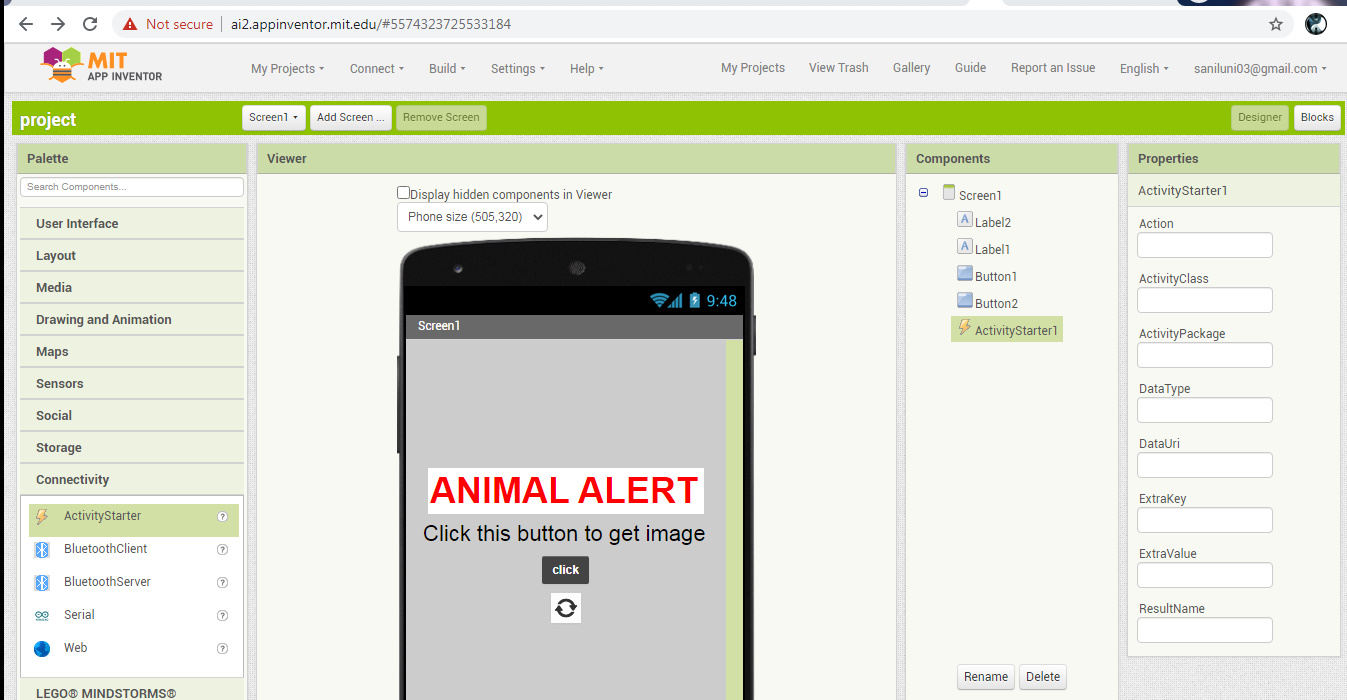 Not secure
ai2.appinventor.mit.edu/#5574323725533184
MIT
APP INVENTOR
My Projects
Connect
Build
Settings
Help
My Projects
View Trash
Gallery
Guide
Report an Issue
English
saniluni03@gmail.com
project
Screen1
Add Screen ...
Remove Screen
Designer
Blocks
Palette
Search Components...
User Interface
Layout
Media
Drawing and Animation
Maps
Sensors
Social
Storage
Connectivity
ActivityStarter
?
BluetoothClient
?
BluetoothServer
?
Serial
?
Web
?
LEGO® MINDSTORMS®
Viewer
Display hidden components in Viewer
Phone size (505,320)
9:48
Screen1
ANIMAL ALERT
Click this button to get image
click
Components
Screen1
A Label2
A Label1
Button1
Button2
ActivityStarter1
Rename
Delete
Properties
ActivityStarter1
Action
ActivityClass
ActivityPackage
DataType
DataUri
ExtraKey
ExtraValue
ResultName